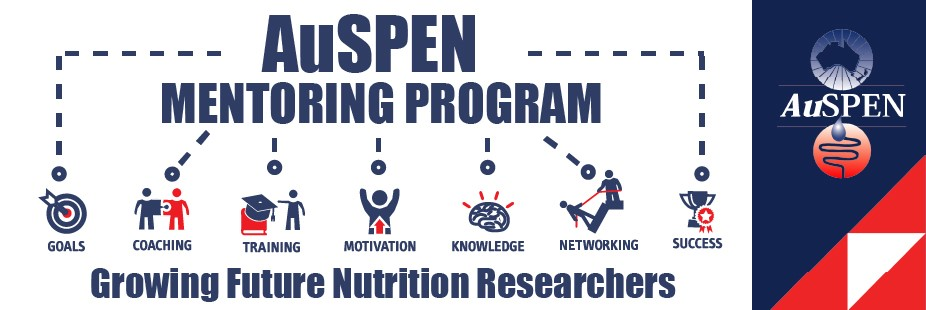 AuSPEN
MENTORING PROGRAM
GOALS
COACHING
TRAINING
MOTIVATION
KNOWLEDGE
NETWORKING
SUCCESS
Growing Future Nutrition Researchers
AuSPEN